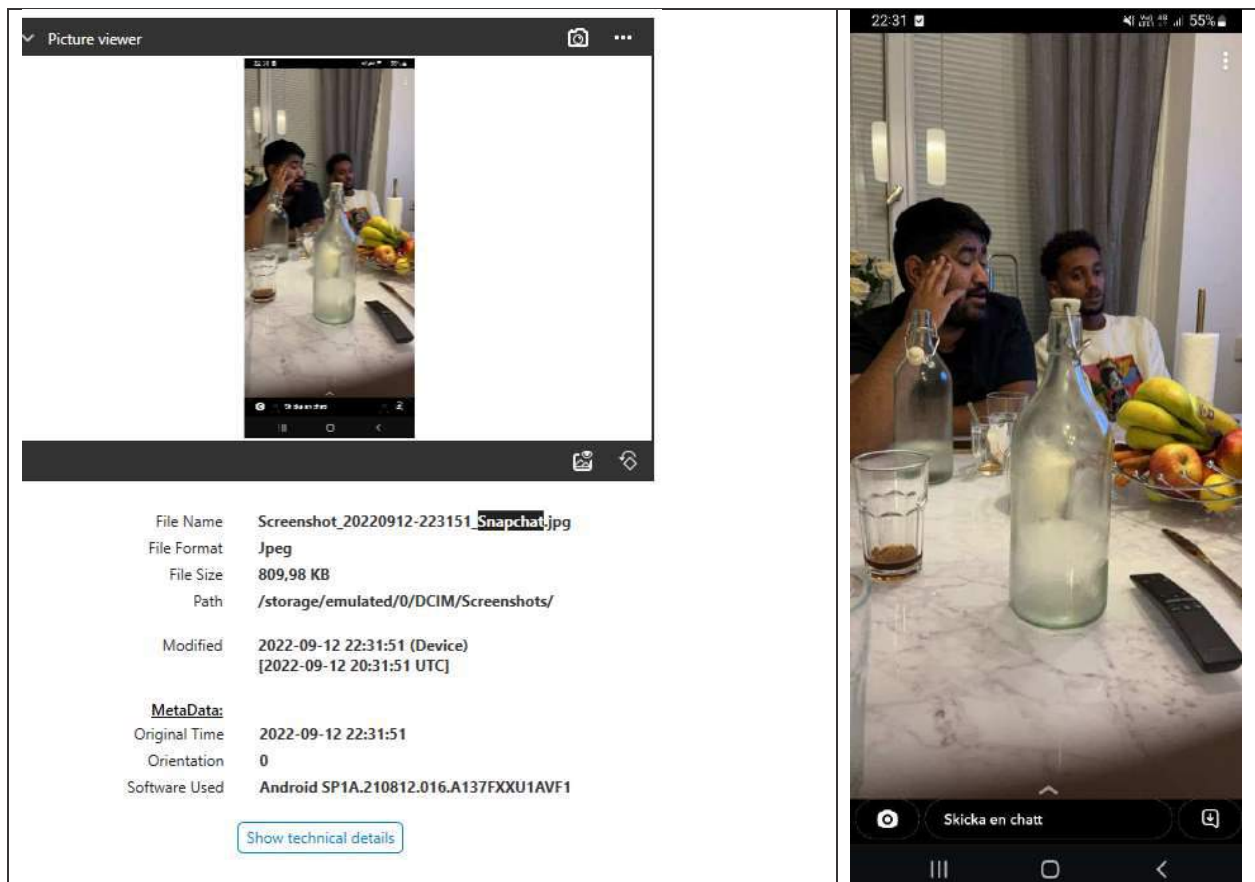 Picture viewer
File Name Screenshot_20220912-223151_Snapchat.jpg
File Format Jpeg
File Size 809,98 KB
Path /storage/emulated/0/DCIM/Screenshots/
Modified 2022-09-12 22:31:51 (Device)
[2022-09-12 20:31:51 UTC]
MetaData:
Original Time 2022-09-12 22:31:51
Orientation 0
Software Used Android SP1A.210812.016.A137FXXU1AVF1
Show technical details
22:31 55%
Skicka en chatt